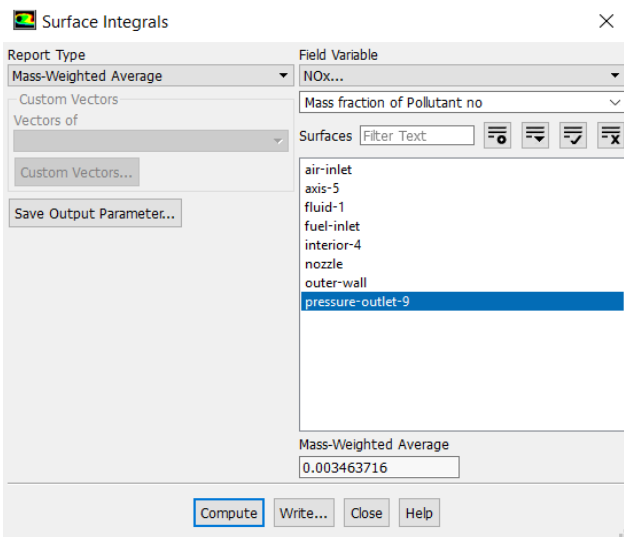 Surface Integrals
Report Type
Mass-Weighted Average
Custom Vectors
Vectors of
Custom Vectors...
Save Output Parameter...
Field Variable
NOx...
Mass fraction of Pollutant no
Surfaces Filter Text
air-inlet
axis-5
fluid-1
fuel-inlet
interior-4
nozzle
outer-wall
pressure-outlet-9
Mass-Weighted Average
0.003463716
Compute Write... Close Help